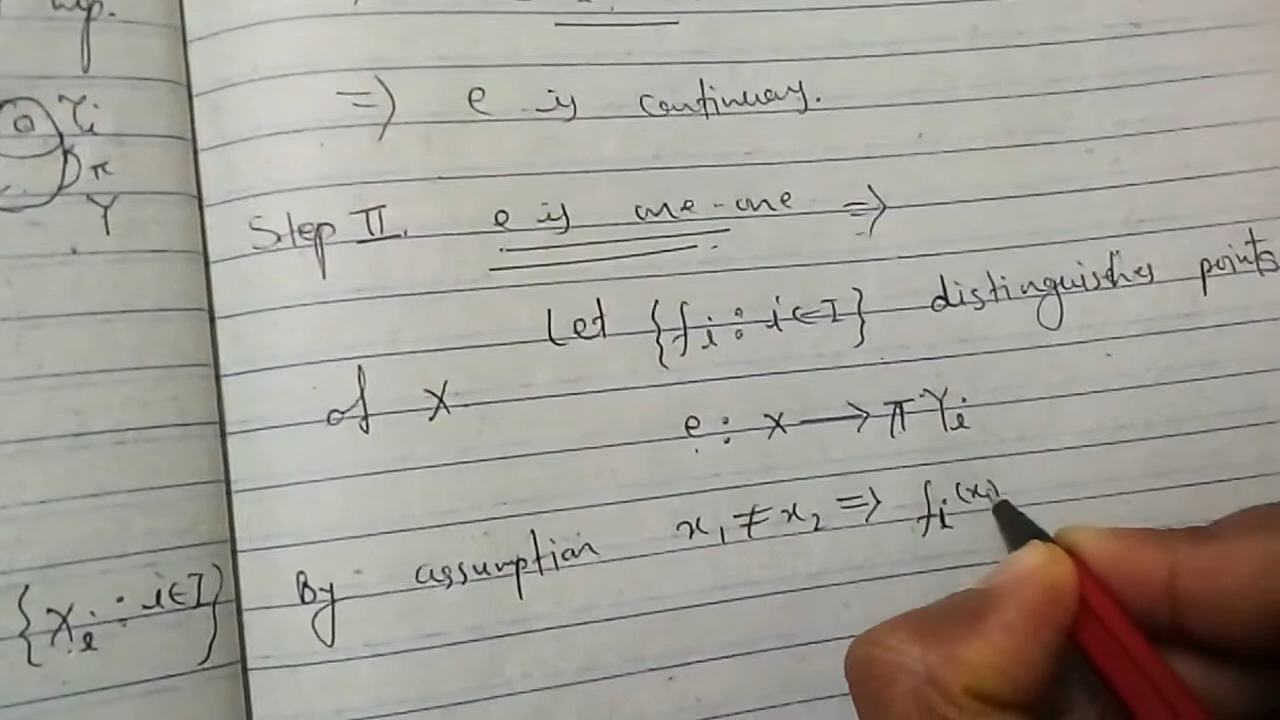 Yi
π
Y
{Xi : i∈I}
=) e is continuous.
Step II. e is one-one =>
Let {fi : i∈I} distinguishes points
of X
e : X → πYi
By assumption x1 ≠ x2 => fi(x1)